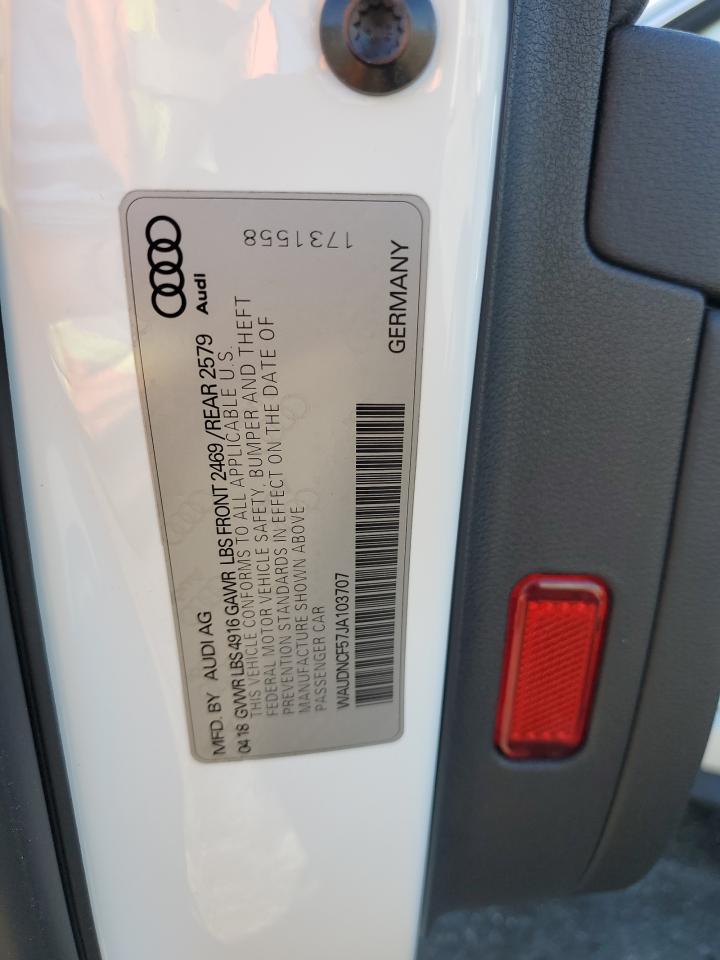 MFD. BY AUDI AG
Audi
04 18 GVWR LBS 4916 GAWR LBS FRONT 2469/REAR 2579
THIS VEHICLE CONFORMS TO ALL APPLICABLE U.S.
FEDERAL MOTOR VEHICLE SAFETY, BUMPER AND THEFT
PREVENTION STANDARDS IN EFFECT ON THE DATE OF
MANUFACTURE SHOWN ABOVE.
PASSENGER CAR
WAUDNCF57JA103707
GERMANY
1731558